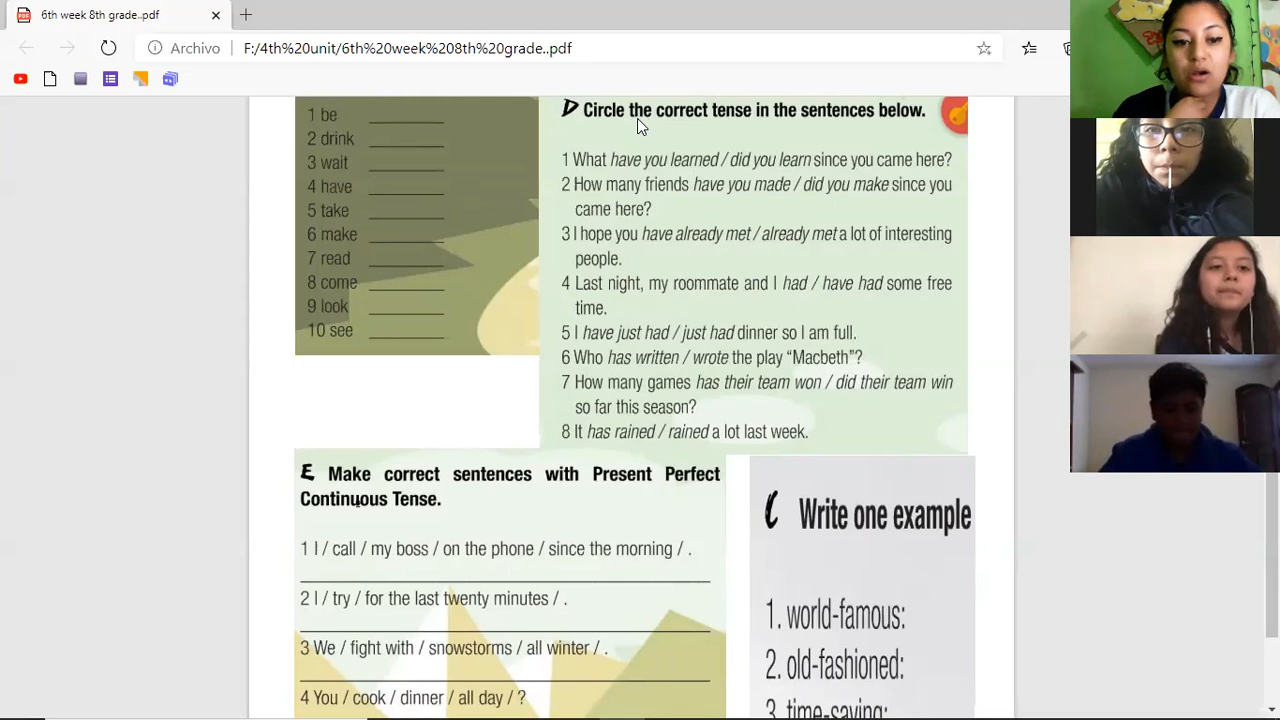 6th week 8th grade..pdf
Archivo
F:/4th%20unit/6th%20week%208th%20grade..pdf
1 be
2 drink
3 wait
4 have
5 take
6 make
7 read
8 come
9 look
10 see
D Circle the correct tense in the sentences below.
1 What have you learned / did you learn since you came here?
2 How many friends have you made / did you make since you
came here?
3 I hope you have already met / already met a lot of interesting
people.
4 Last night, my roommate and I had / have had some free
time.
5 I have just had / just had dinner so I am full.
6 Who has written / wrote the play “Macbeth”?
7 How many games has their team won / did their team win
so far this season?
8 It has rained / rained a lot last week.
E Make correct sentences with Present Perfect
Continuous Tense.
1 I / call / my boss / on the phone / since the morning / .
2 I / try / for the last twenty minutes / .
3 We / fight with / snowstorms / all winter / .
4 You / cook / dinner / all day / ?
C Write one example
1. world-famous:
2. old-fashioned:
3. time-saving: